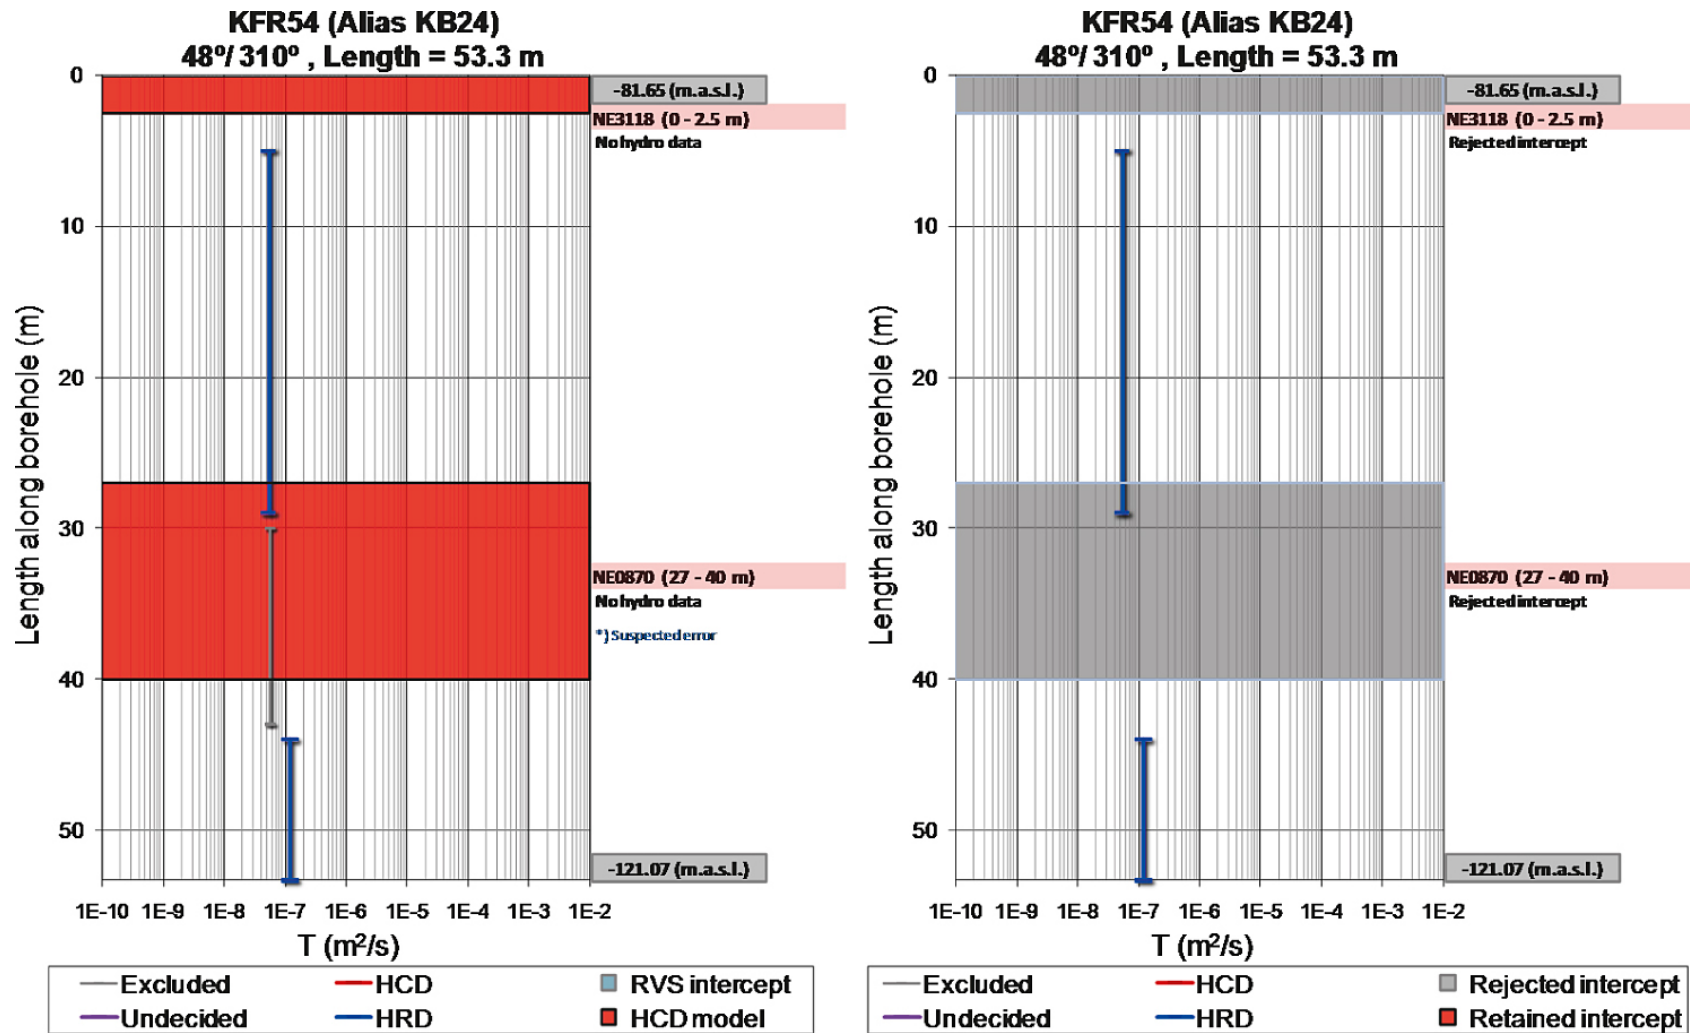 KFR54 (Alias KB24)
48º/ 310º , Length = 53.3 m
0
10
20
30
40
50
Length along borehole (m)
-81.65 (m.a.s.l.)
NE3118 (0 - 2.5 m)
No hydro data
NE0870 (27 - 40 m)
No hydro data
*) Suspected error
-121.07 (m.a.s.l.)
1E-10 1E-9 1E-8 1E-7 1E-6 1E-5 1E-4 1E-3 1E-2
T (m²/s)
Excluded HCD RVS intercept
Undecided HRD HCD model
KFR54 (Alias KB24)
48º/ 310º , Length = 53.3 m
0
10
20
30
40
50
Length along borehole (m)
-81.65 (m.a.s.l.)
NE3118 (0 - 2.5 m)
Rejected intercept
NE0870 (27 - 40 m)
Rejected intercept
-121.07 (m.a.s.l.)
1E-10 1E-9 1E-8 1E-7 1E-6 1E-5 1E-4 1E-3 1E-2
T (m²/s)
Excluded HCD Rejected intercept
Undecided HRD Retained intercept